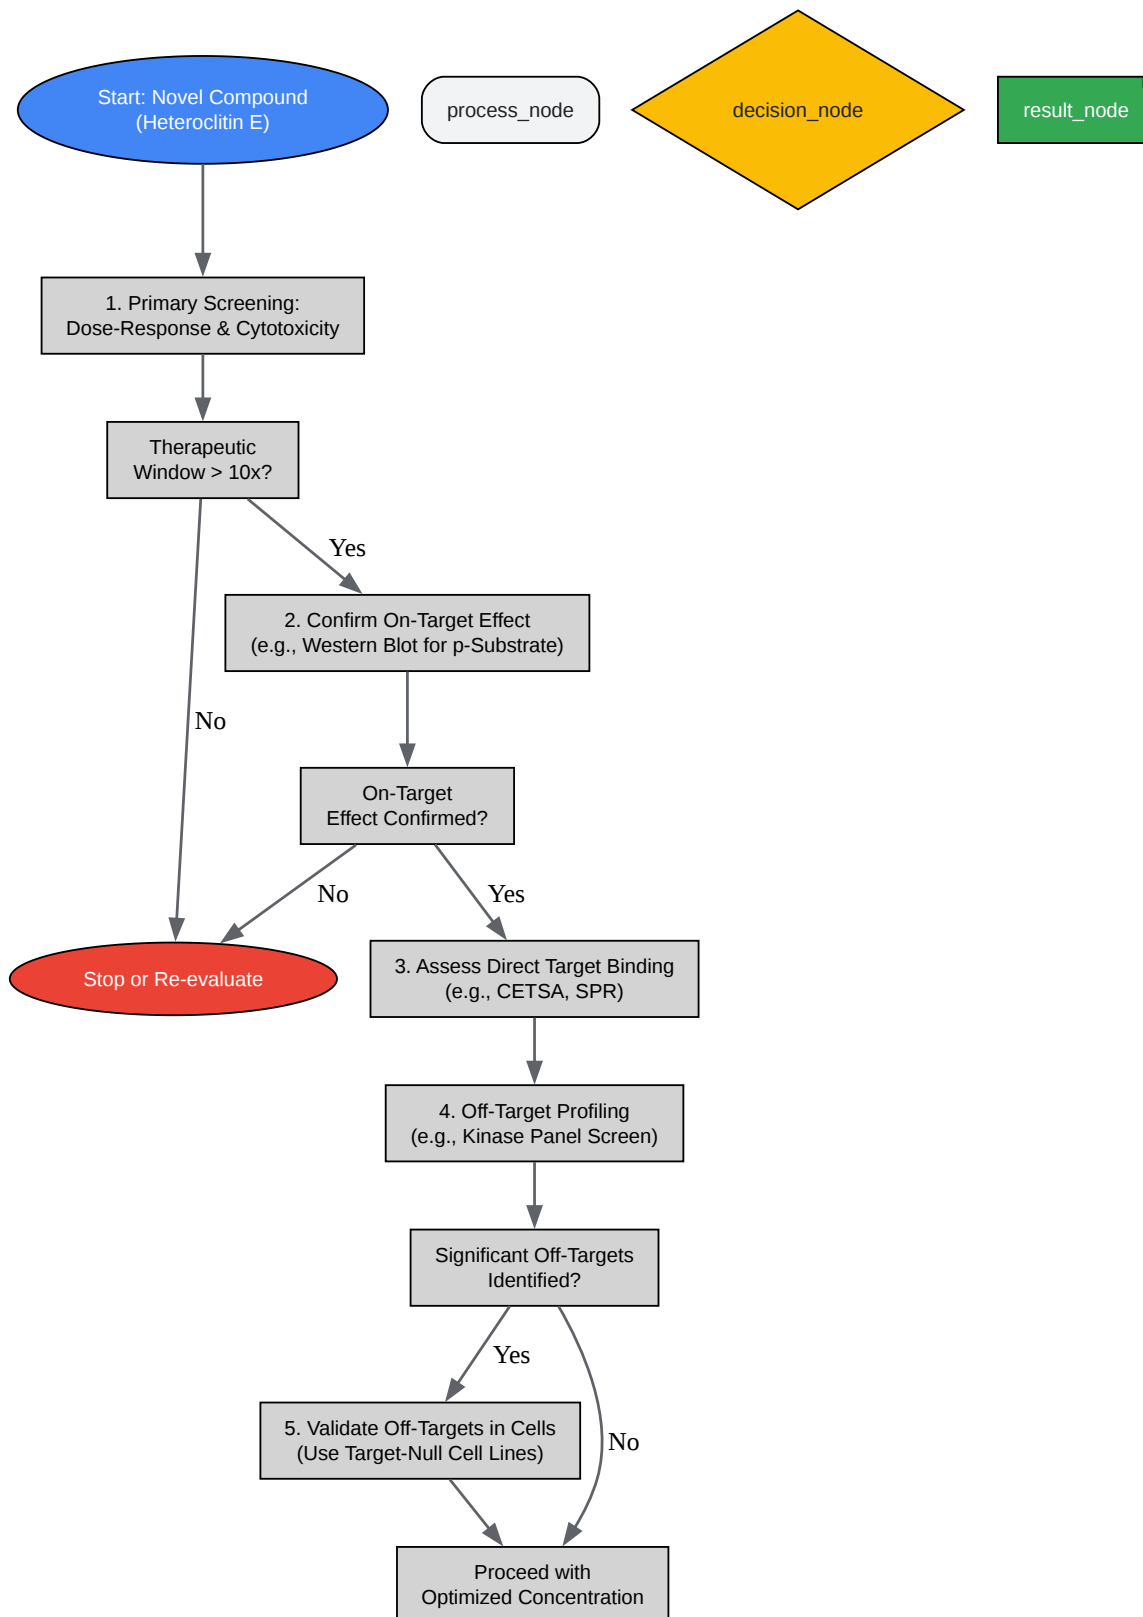 Start: Novel Compound
(Heteroclitin E)
process_node
decision_node
result_node
1. Primary Screening:
Dose-Response & Cytotoxicity
Therapeutic
Window > 10x?
Yes
2. Confirm On-Target Effect
(e.g., Western Blot for p-Substrate)
No
On-Target
Effect Confirmed?
No
Yes
Stop or Re-evaluate
3. Assess Direct Target Binding
(e.g., CETSA, SPR)
4. Off-Target Profiling
(e.g., Kinase Panel Screen)
Significant Off-Targets
Identified?
Yes
5. Validate Off-Targets in Cells
(Use Target-Null Cell Lines)
No
Proceed with
Optimized Concentration